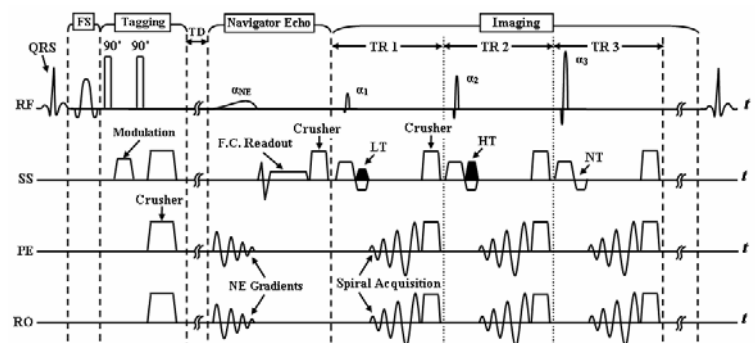 FS Tagging TD Navigator Echo Imaging
QRS 90° 90° TR 1 TR 2 TR 3
α_NE α₁ α₂ α₃
RF t
Modulation F.C. Readout Crusher LT Crusher HT NT
SS t
Crusher
PE t
NE Gradients Spiral Acquisition
RO t